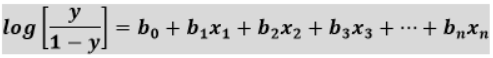 log [y / 1 − y] = b₀ + b₁x₁ + b₂x₂ + b₃x₃ + ⋯ + bₙxₙ